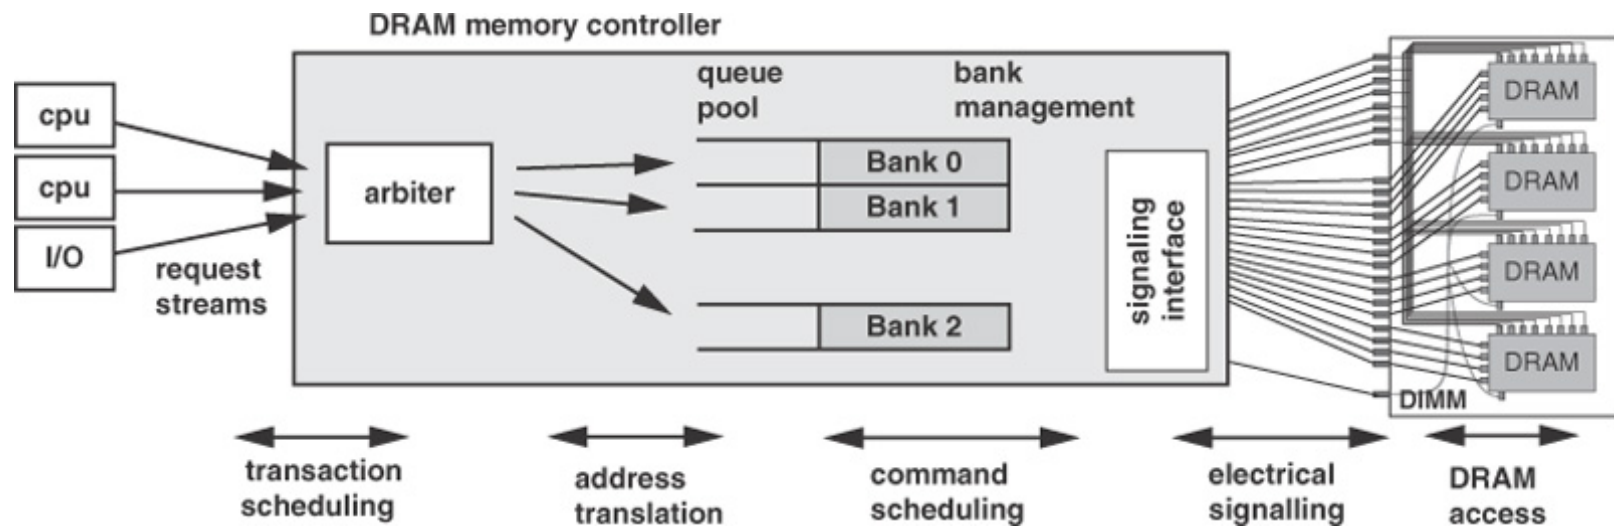 DRAM memory controller
cpu
cpu
I/O
request
streams
arbiter
queue
pool
bank
management
Bank 0
Bank 1
Bank 2
signaling
interface
DRAM
DRAM
DRAM
DRAM
DIMM
transaction
scheduling
address
translation
command
scheduling
electrical
signalling
DRAM
access